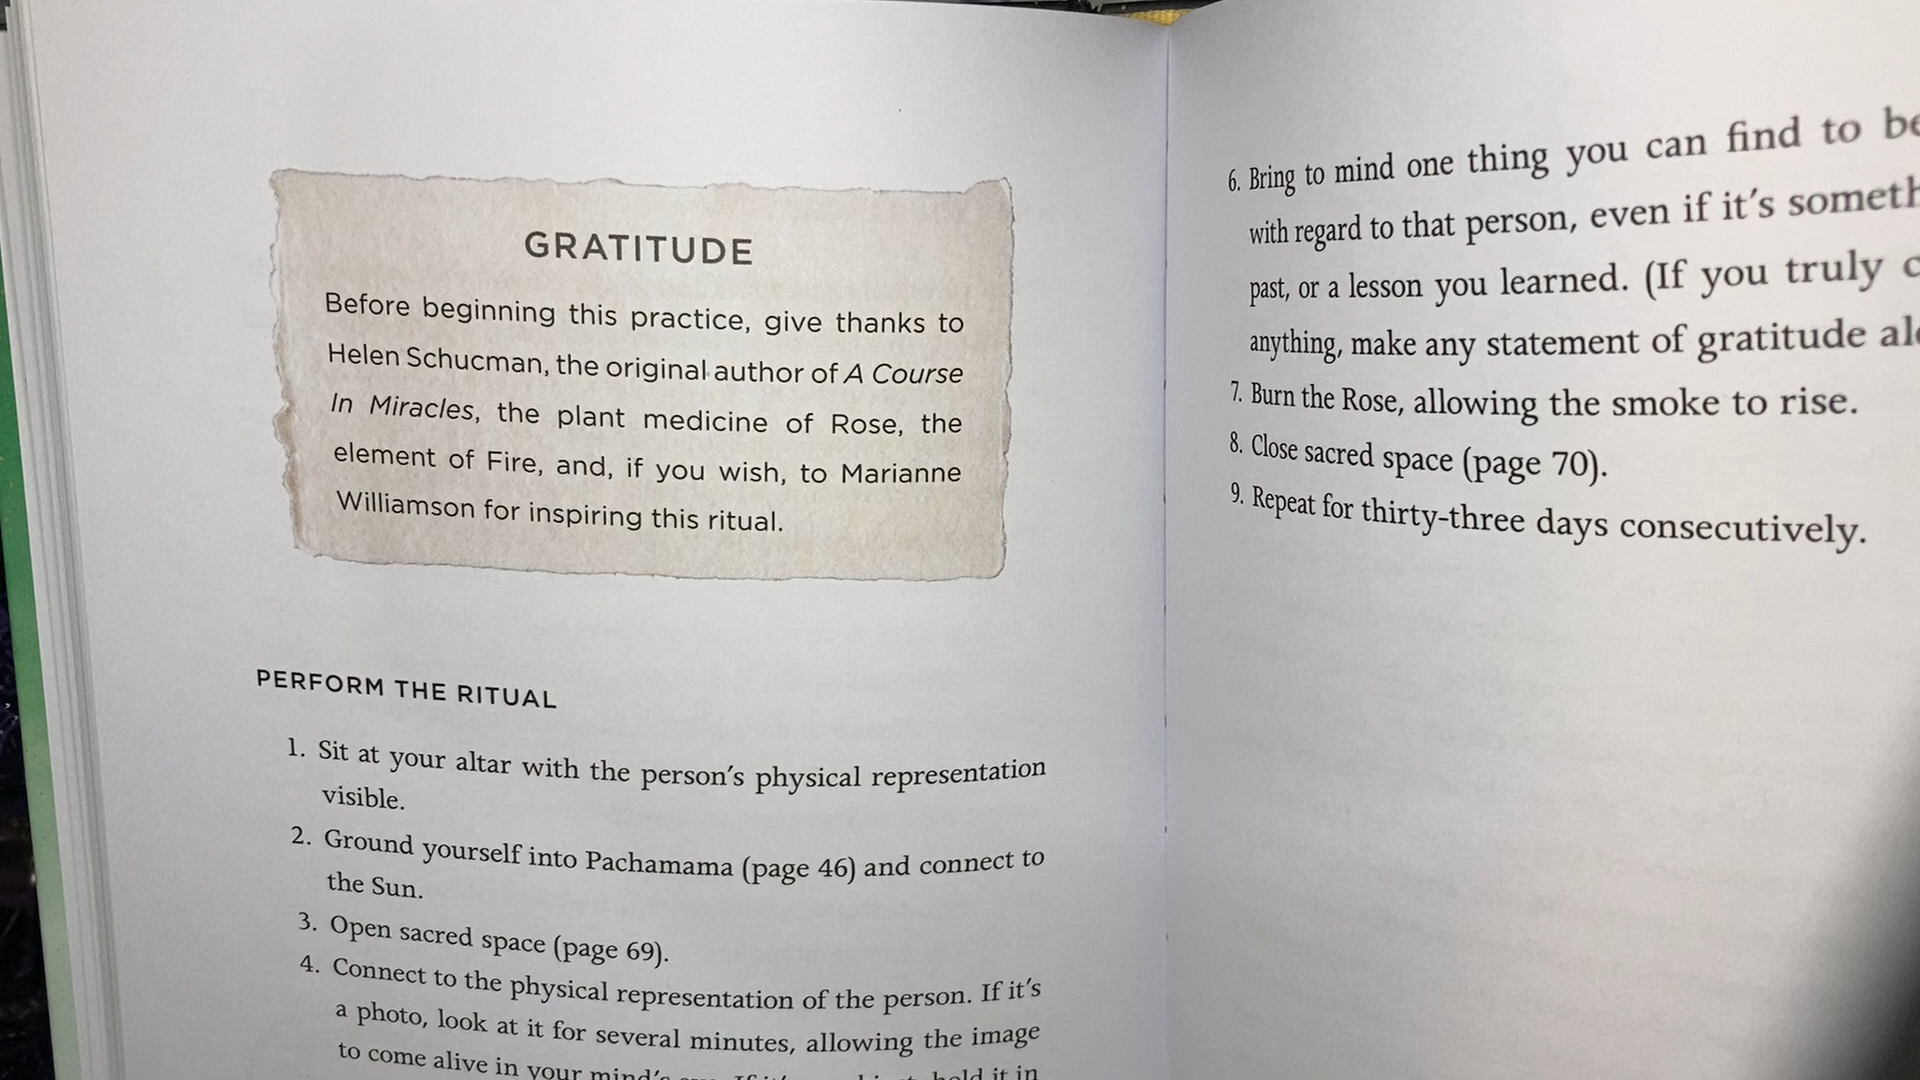 GRATITUDE
Before beginning this practice, give thanks to
Helen Schucman, the original author of A Course
In Miracles, the plant medicine of Rose, the
element of Fire, and, if you wish, to Marianne
Williamson for inspiring this ritual.
PERFORM THE RITUAL
1. Sit at your altar with the person's physical representation
visible.
2. Ground yourself into Pachamama (page 46) and connect to
the Sun.
3. Open sacred space (page 69).
4. Connect to the physical representation of the person. If it's
a photo, look at it for several minutes, allowing the image
to come alive in your mind's hold it in
6. Bring to mind one thing you can find to
with regard to that person, even if it's
past, or a lesson you learned. (If you truly
anything, make any statement of gratitude
7. Burn the Rose, allowing the smoke to rise.
8. Close sacred space (page 70).
9. Repeat for thirty-three days consecutively.